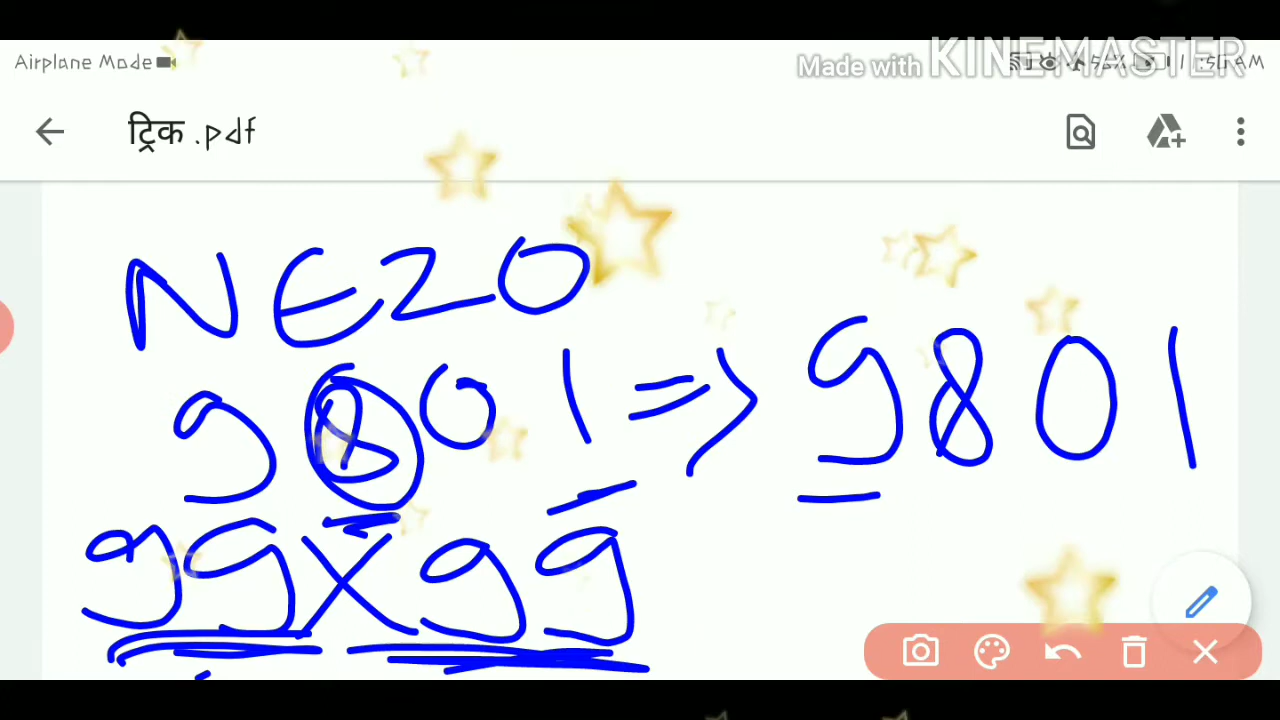 Airplane Mode
Made with KINEMASTER
ट्रिक .pdf
NEZO
9801 => 9801
99 X 99